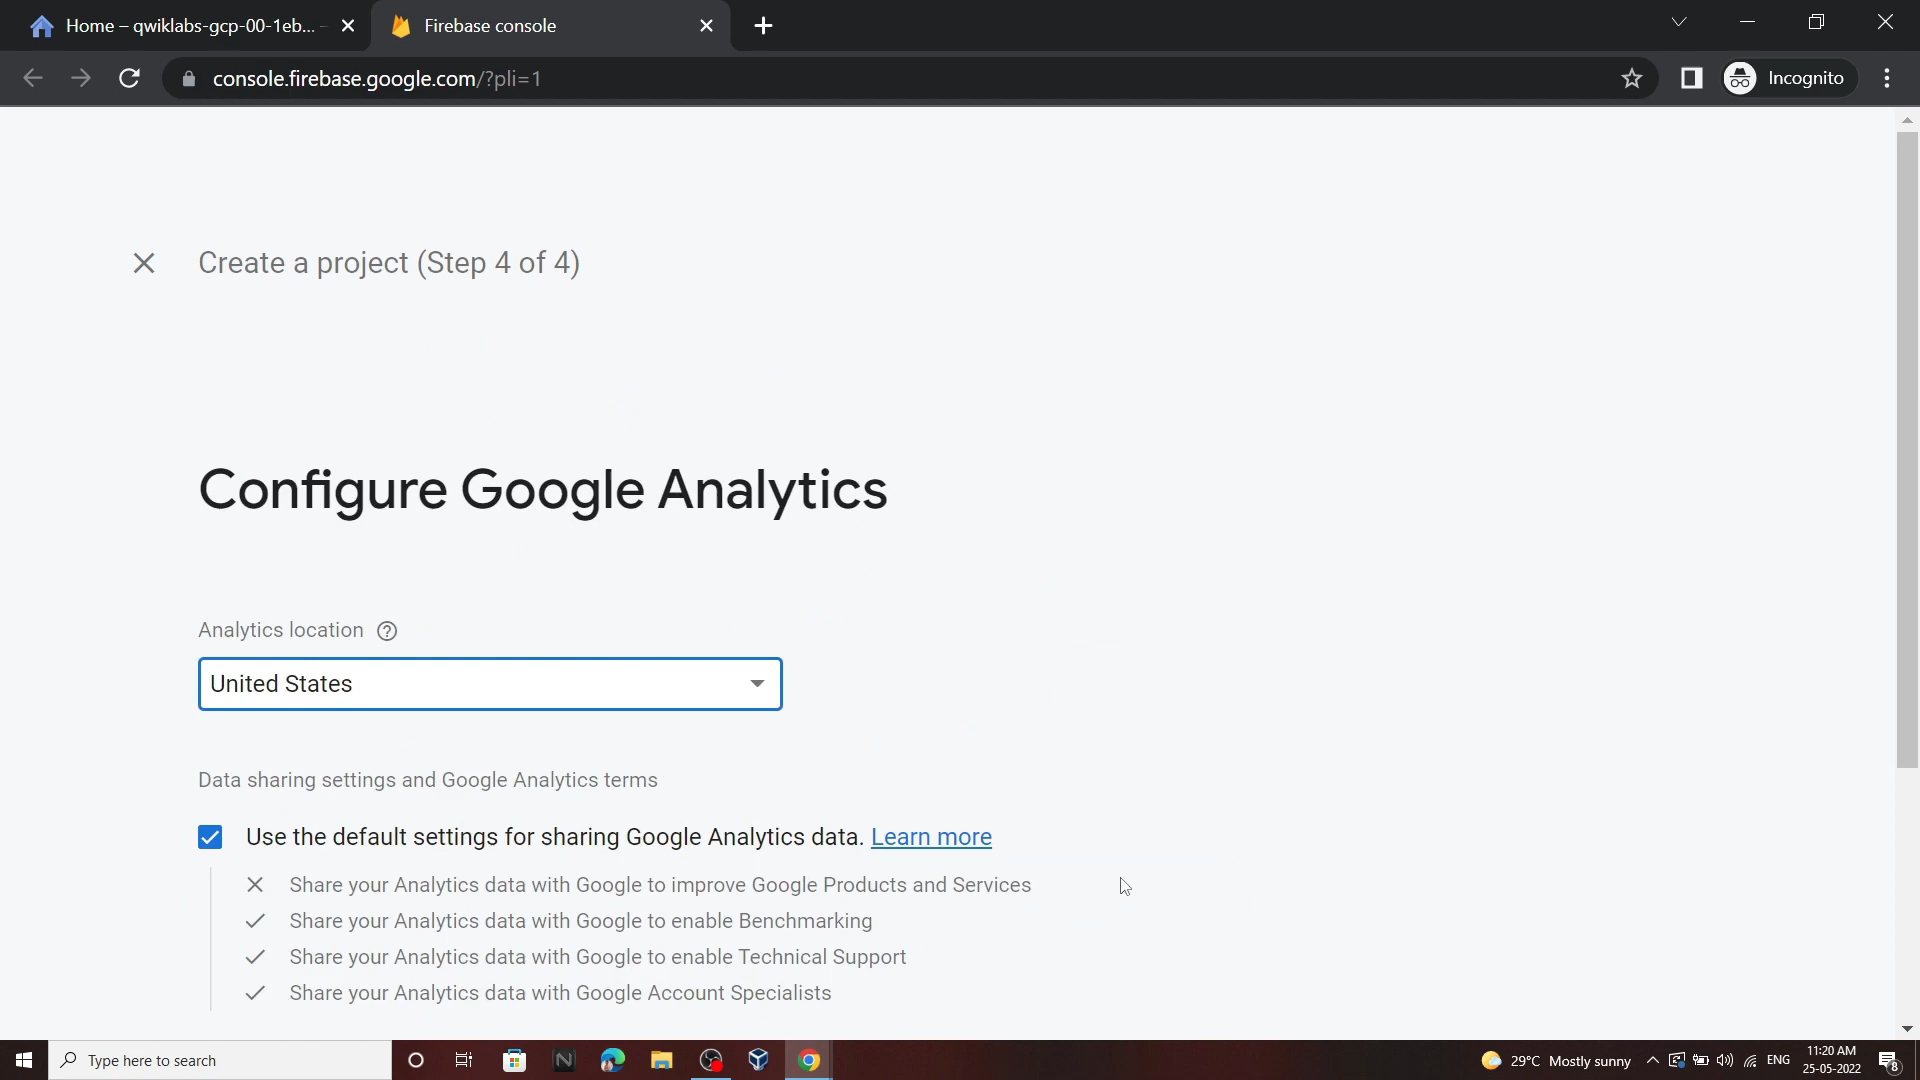 Home – qwiklabs-gcp-00-1eb...
Firebase console
console.firebase.google.com/?pli=1
Incognito
Create a project (Step 4 of 4)
Configure Google Analytics
Analytics location
United States
Data sharing settings and Google Analytics terms
Use the default settings for sharing Google Analytics data. Learn more
Share your Analytics data with Google to improve Google Products and Services
Share your Analytics data with Google to enable Benchmarking
Share your Analytics data with Google to enable Technical Support
Share your Analytics data with Google Account Specialists
Type here to search
29°C Mostly sunny
ENG
11:20 AM
25-05-2022
8